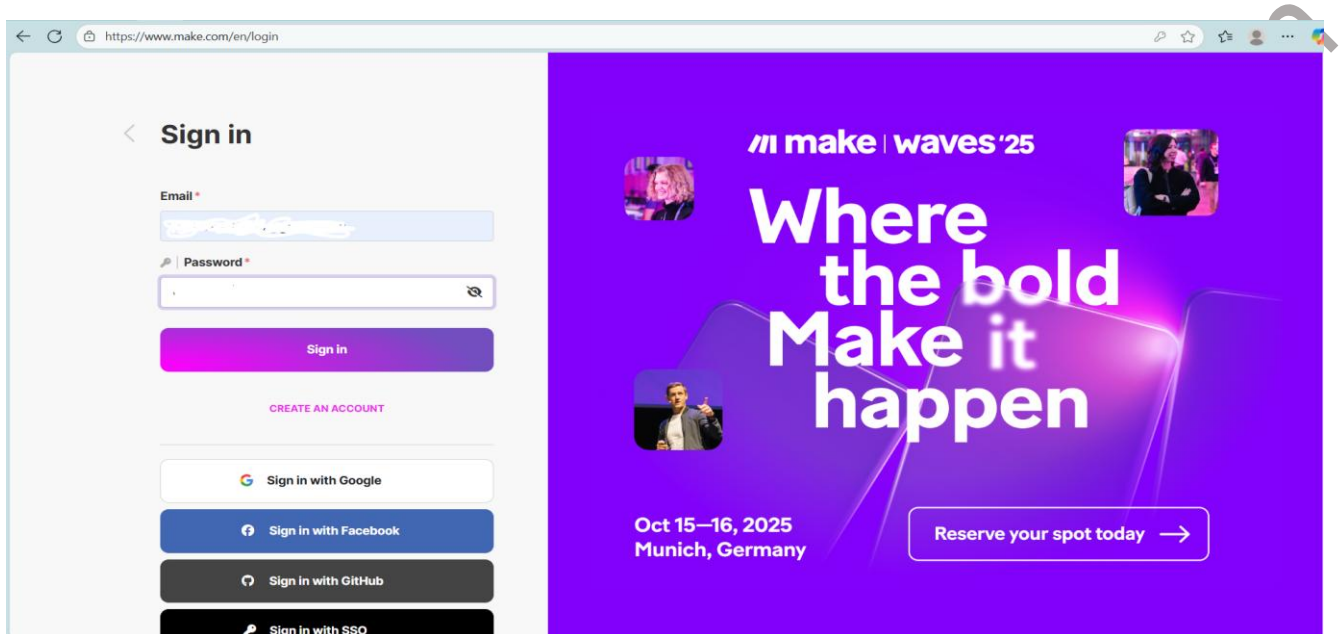 https://www.make.com/en/login
Sign in
Email *
Password *
Sign in
CREATE AN ACCOUNT
Sign in with Google
Sign in with Facebook
Sign in with GitHub
Sign in with SSO
make | waves '25
Where
the bold
Make it
happen
Oct 15—16, 2025
Munich, Germany
Reserve your spot today →